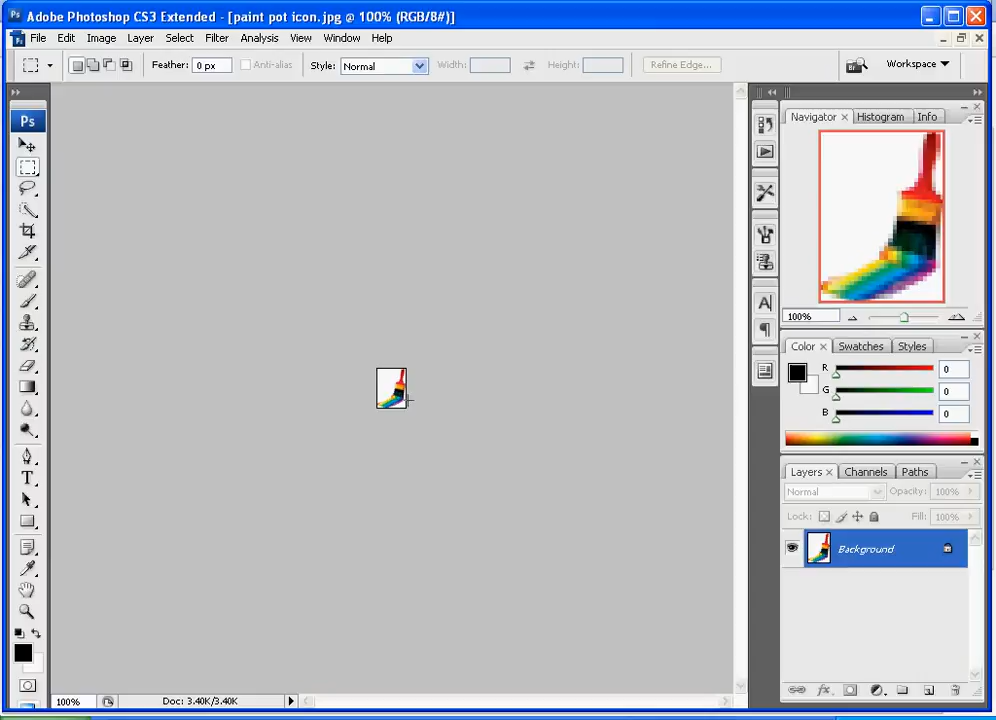 Adobe Photoshop CS3 Extended - [paint pot icon.jpg @ 100% (RGB/8#)]
File Edit Image Layer Select Filter Analysis View Window Help
Feather: 0 px Anti-alias Style: Normal Width: Height: Refine Edge... Br Workspace
Ps
Navigator Histogram Info
100%
Color Swatches Styles
R 0
G 0
B 0
Layers Channels Paths
Normal Opacity: 100%
Lock: Fill: 100%
Background
100% Doc: 3.40K/3.40K